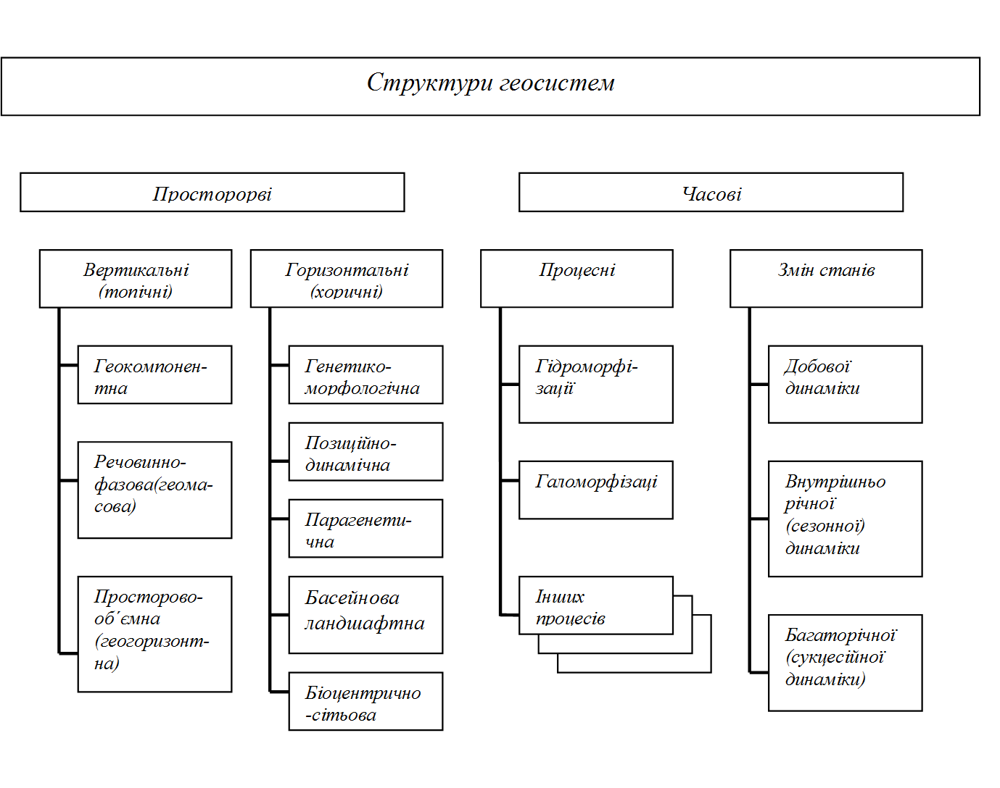 Структури геосистем
Просторорві
Часові
Вертикальні
(топічні)
Горизонтальні
(хоричні)
Процесні
Змін станів
Геокомпонен-
тна
Речовинно-
фазова(геома-
сова)
Просторово-
об´ємна
(геогоризонт-
на)
Генетико-
морфологічна
Позиційно-
динамічна
Парагенети-
чна
Басейнова
ландшафтна
Біоцентрично
-сітьова
Гідроморфі-
зації
Галоморфізаці
Інших
процесів
Добової
динаміки
Внутрішньо
річної
(сезонної)
динаміки
Багаторічної
(сукцесійної
динаміки)